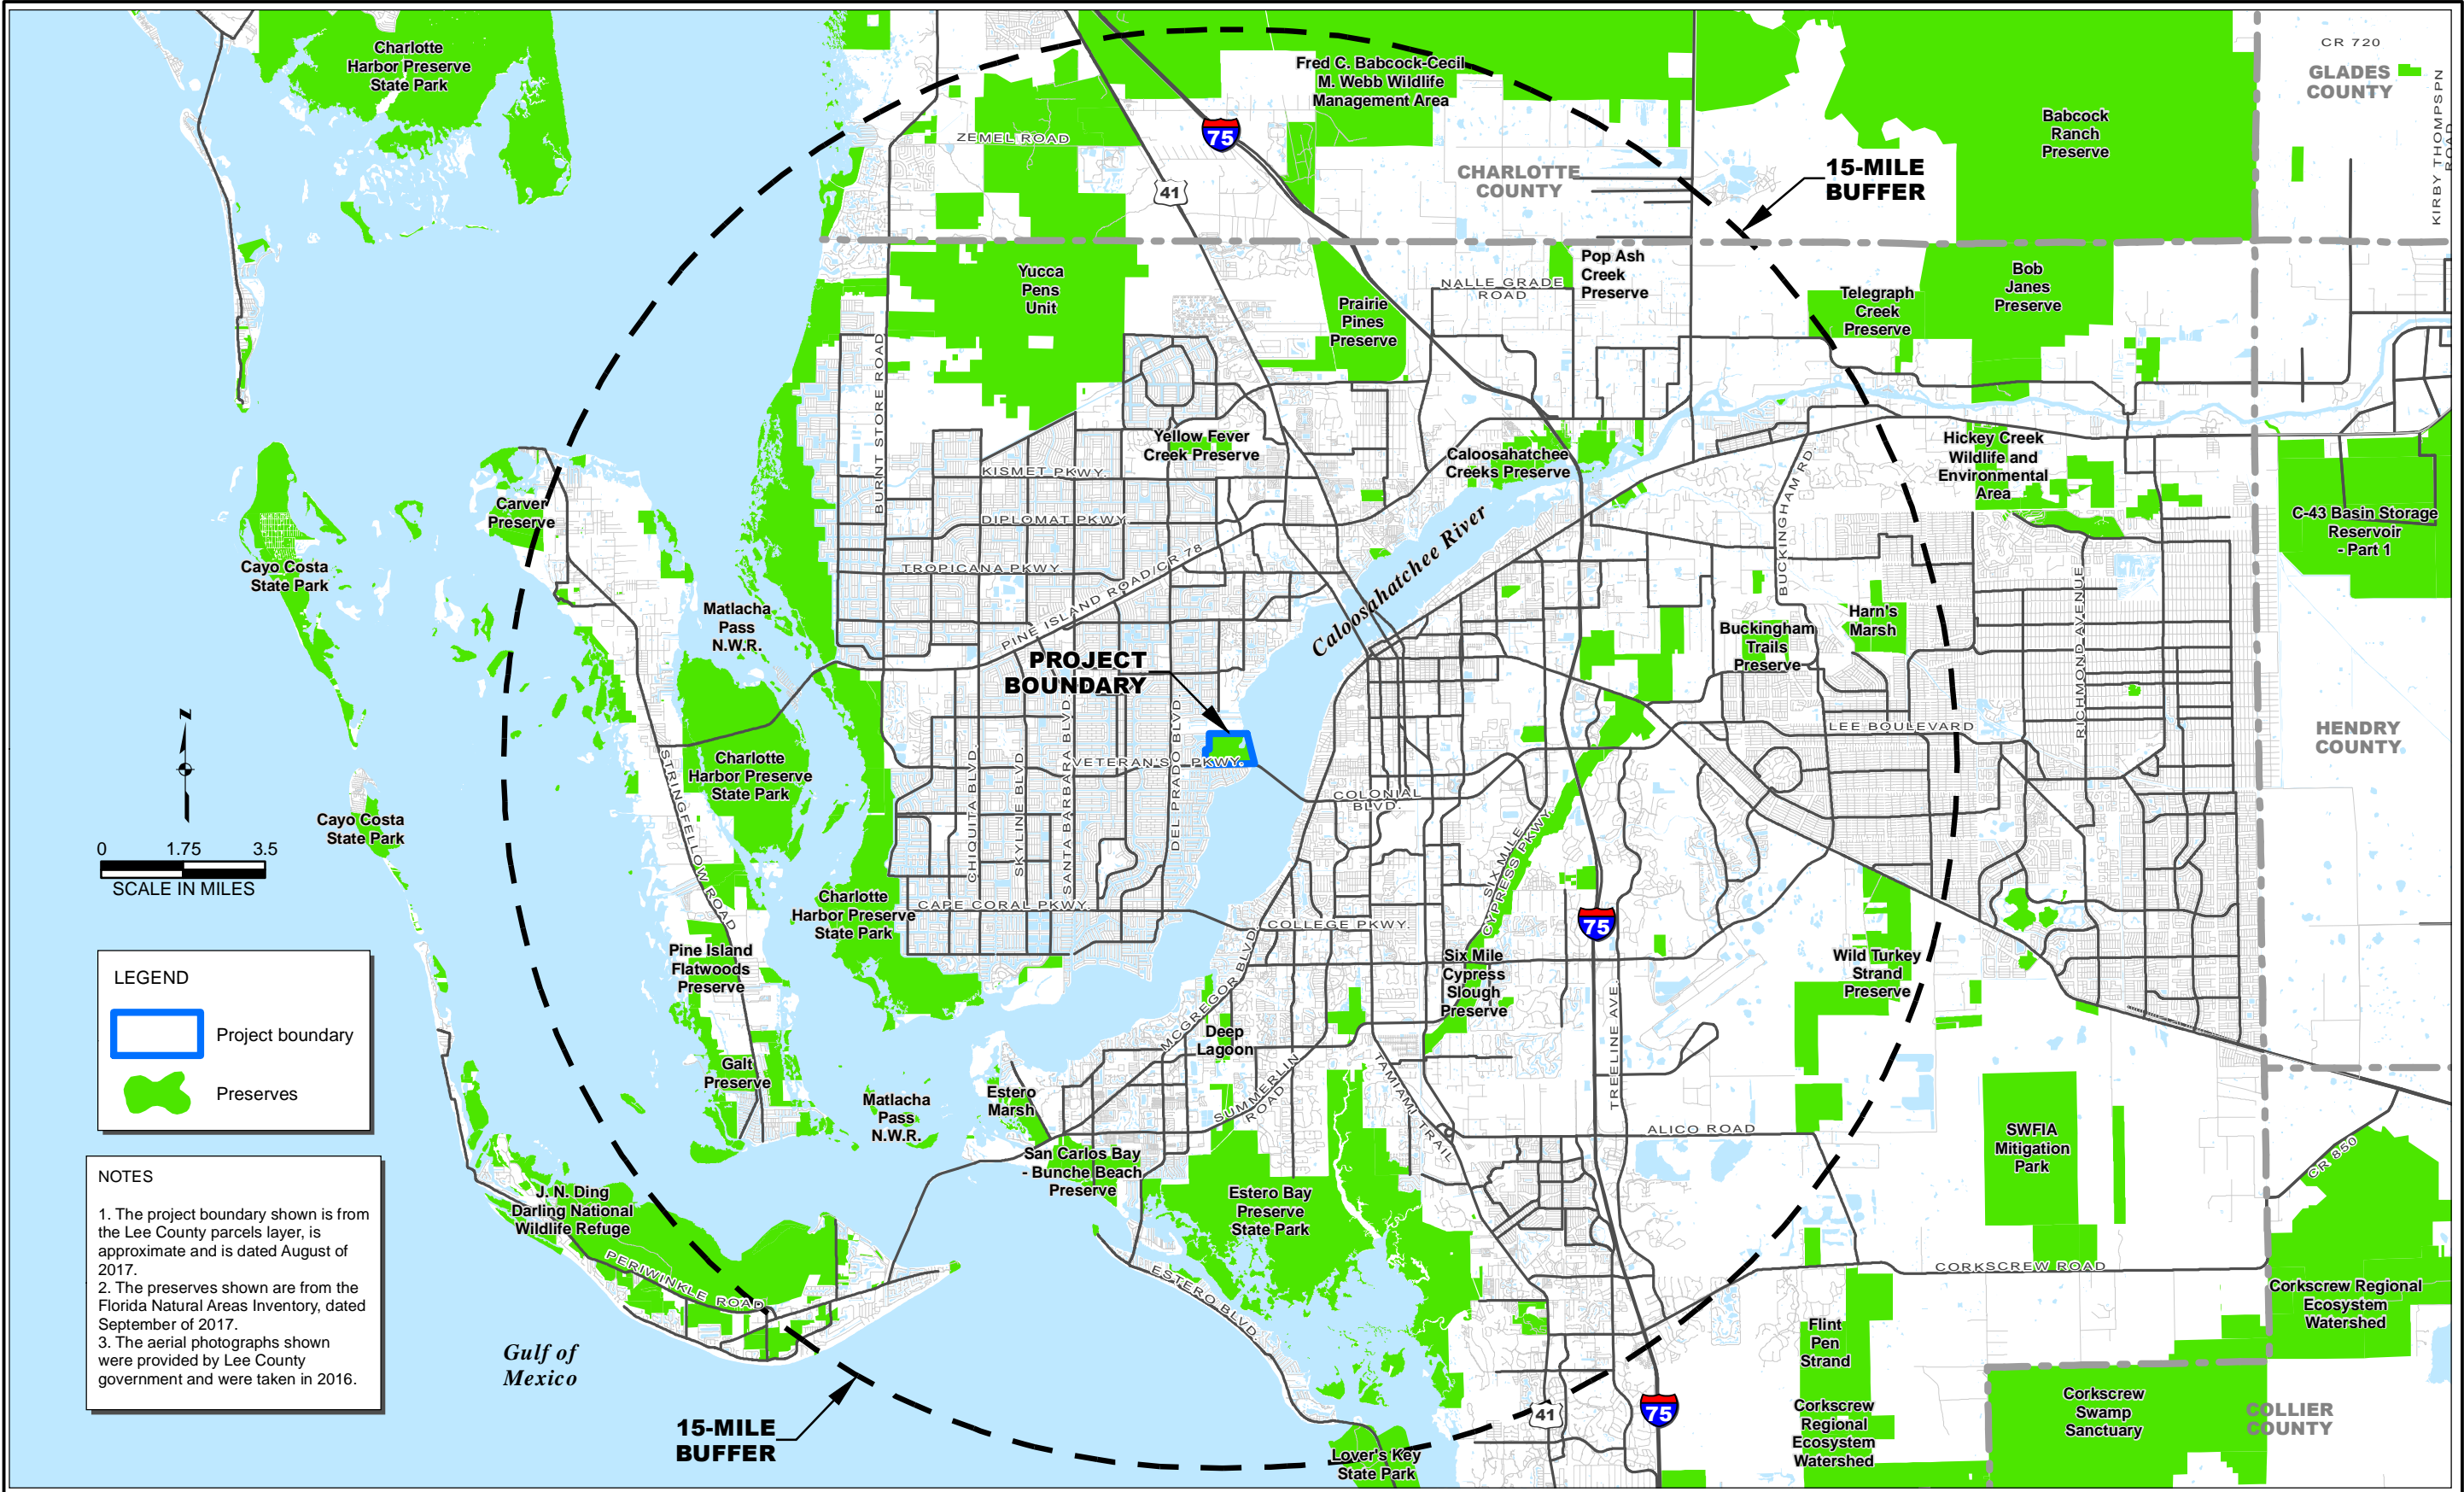 Charlotte
Harbor Preserve
State Park
Fred C. Babcock-Cecil
M. Webb Wildlife
Management Area
CR 720
GLADES
COUNTY
KIRBY THOMPSPN
ROAD
Babcock
Ranch
Preserve
ZEMEL ROAD
75
41
CHARLOTTE
COUNTY
15-MILE
BUFFER
Yucca
Pens
Unit
Prairie
Pines
Preserve
NALLE GRADE
ROAD
Pop Ash
Creek
Preserve
Telegraph
Creek
Preserve
Bob
Janes
Preserve
BURNT STORE ROAD
Yellow Fever
Creek Preserve
Caloosahatchee
Creeks Preserve
Hickey Creek
Wildlife and
Environmental
Area
C-43 Basin Storage
Reservoir
- Part 1
KISMET PKWY.
DIPLOMAT PKWY.
TROPICANA PKWY.
PINE ISLAND ROAD/CR 78
Caloosahatchee River
BUCKINGHAM RD.
RICHMOND AVENUE
Carver
Preserve
Cayo Costa
State Park
Matlacha
Pass
N.W.R.
PROJECT
BOUNDARY
Buckingham
Trails
Preserve
Harn's
Marsh
LEE BOULEVARD
HENDRY
COUNTY
N
Charlotte
Harbor Preserve
State Park
STRINGFELLOW ROAD
CHIQUITA BLVD.
SKYLINE BLVD.
SANTA BARBARA BLVD.
DEL PRADO BLVD.
VETERAN'S PKWY.
COLONIAL
BLVD.
SIX MILE
CYPRESS PKWY.
Cayo Costa
State Park
0 1.75 3.5
SCALE IN MILES
Charlotte
Harbor Preserve
State Park
CAPE CORAL PKWY.
COLLEGE PKWY.
75
Pine Island
Flatwoods
Preserve
MCGREGOR BLVD.
Six Mile
Cypress
Slough
Preserve
Wild Turkey
Strand
Preserve
LEGEND
Project boundary
Preserves
Deep
Lagoon
Galt
Preserve
Matlacha
Pass
N.W.R.
Estero
Marsh
SUMMERLIN
ROAD
TAMIAMI TRAIL
TREELINE AVE.
ALICO ROAD
SWFIA
Mitigation
Park
CR 850
San Carlos Bay
- Bunche Beach
Preserve
Estero Bay
Preserve
State Park
J. N. Ding
Darling National
Wildlife Refuge
PERIWINKLE ROAD
ESTERO BLVD.
CORKSCREW ROAD
Corkscrew Regional
Ecosystem
Watershed
NOTES
1. The project boundary shown is from
the Lee County parcels layer, is
approximate and is dated August of
2017.
2. The preserves shown are from the
Florida Natural Areas Inventory, dated
September of 2017.
3. The aerial photographs shown
were provided by Lee County
government and were taken in 2016.
Gulf of
Mexico
15-MILE
BUFFER
Flint
Pen
Strand
41
75
Corkscrew
Regional
Ecosystem
Watershed
Corkscrew
Swamp
Sanctuary
COLLIER
COUNTY
Lover's Key
State Park